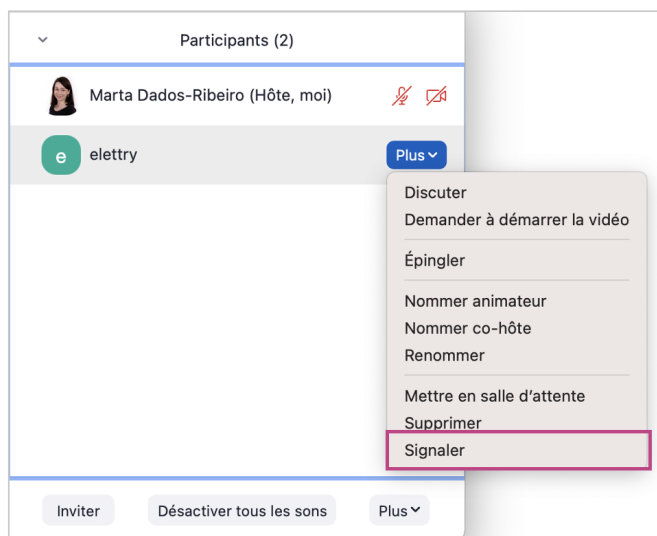 Participants (2)
Marta Dados-Ribeiro (Hôte, moi)
e elettry Plus
Discuter
Demander à démarrer la vidéo
Épingler
Nommer animateur
Nommer co-hôte
Renommer
Mettre en salle d'attente
Supprimer
Signaler
Inviter Désactiver tous les sons Plus